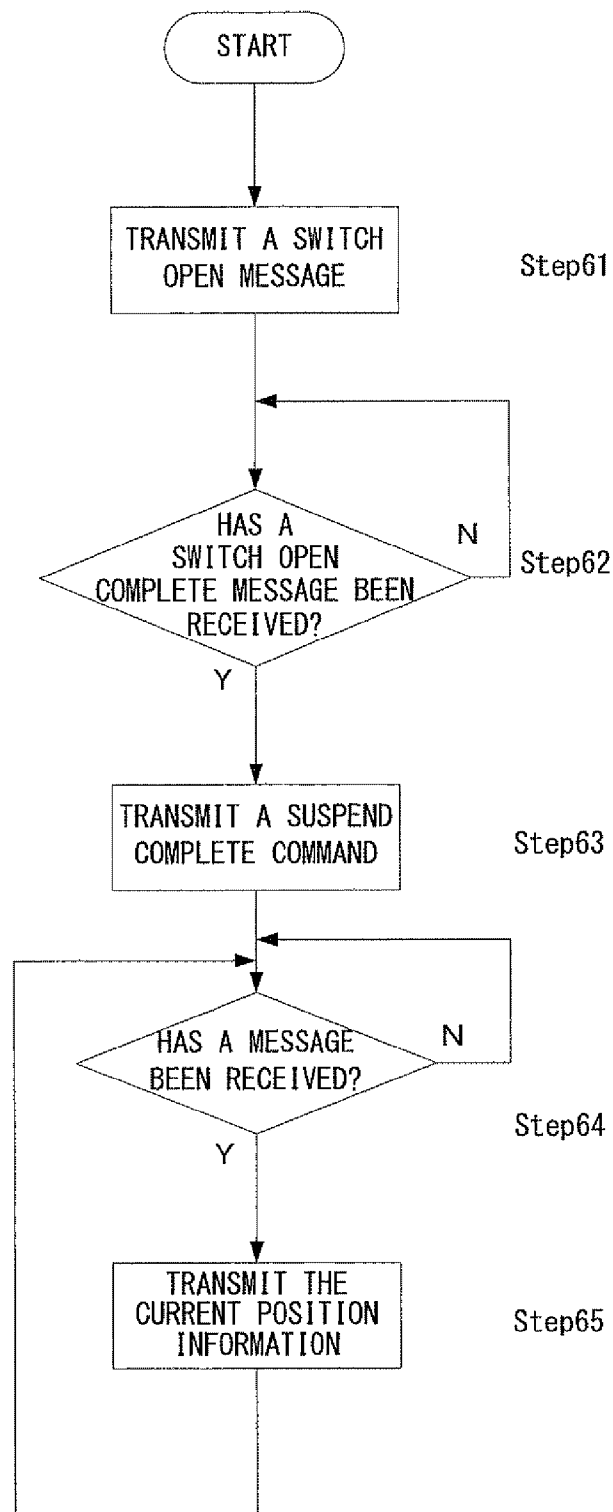 START
TRANSMIT A SWITCH
OPEN MESSAGE
Step61
HAS A
SWITCH OPEN
COMPLETE MESSAGE BEEN
RECEIVED?
N
Step62
Y
TRANSMIT A SUSPEND
COMPLETE COMMAND
Step63
HAS A MESSAGE
BEEN RECEIVED?
N
Step64
Y
TRANSMIT THE
CURRENT POSITION
INFORMATION
Step65